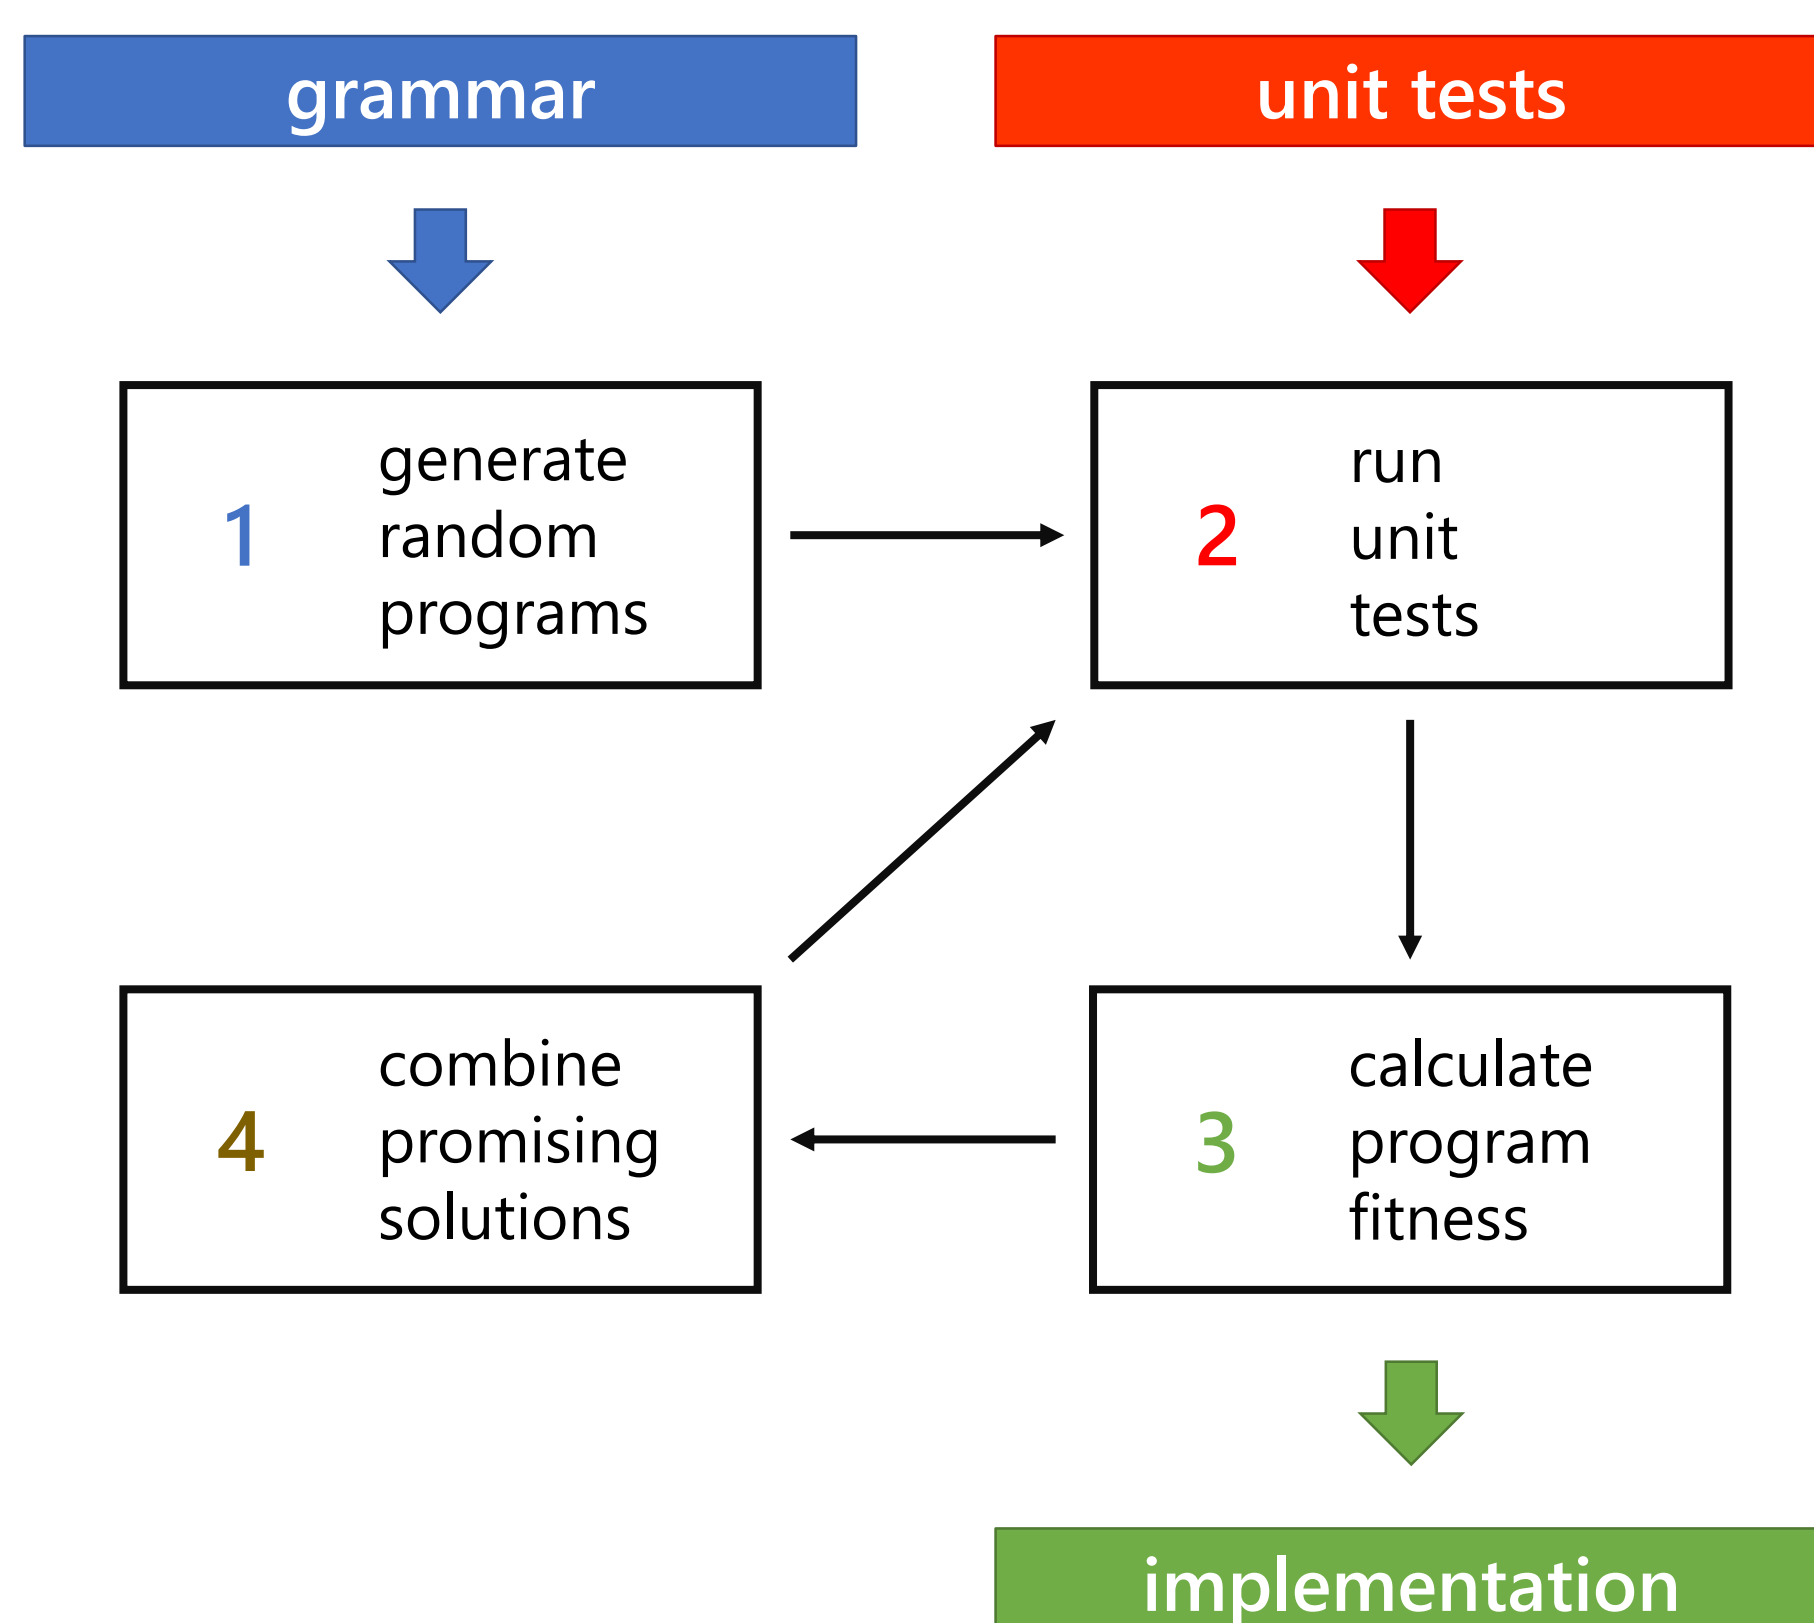 grammar
unit tests
1
generate
random
programs
2
run
unit
tests
4
combine
promising
solutions
3
calculate
program
fitness
implementation